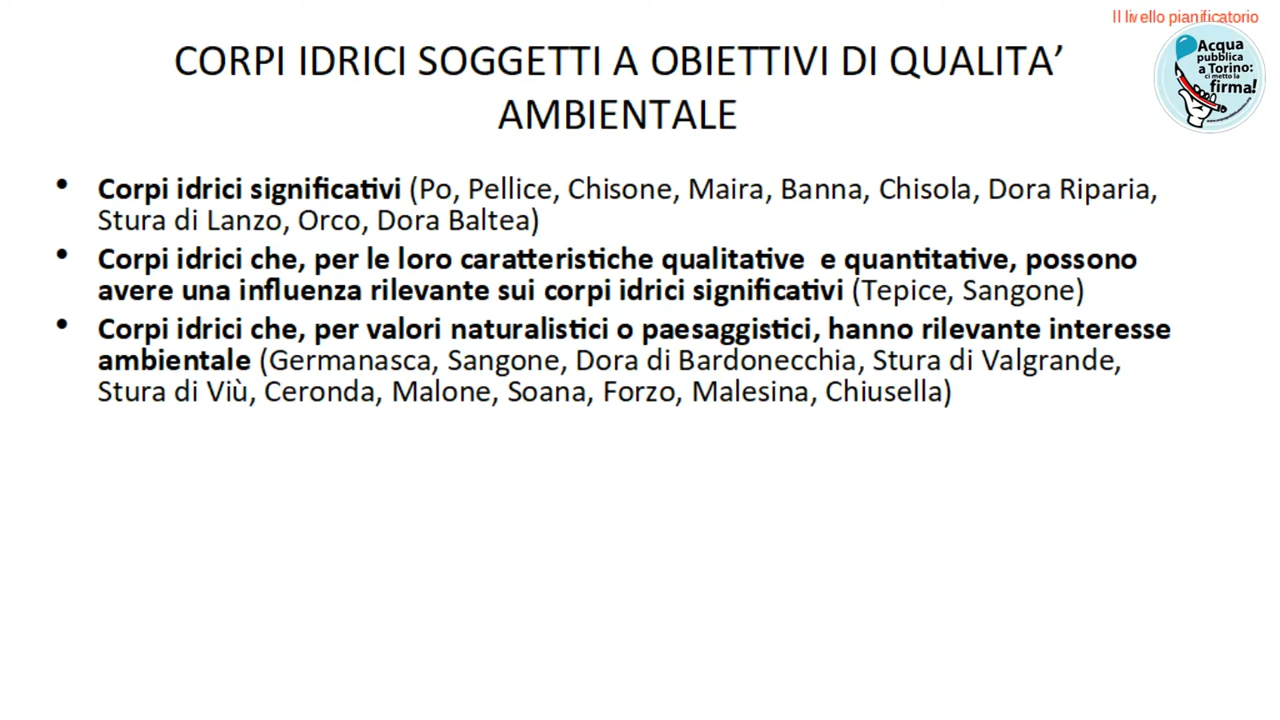 Il livello pianificatorio
CORPI IDRICI SOGGETTI A OBIETTIVI DI QUALITA’
AMBIENTALE
Acqua
pubblica
a Torino:
ci metto la
firma!
• Corpi idrici significativi (Po, Pellice, Chisone, Maira, Banna, Chisola, Dora Riparia,
Stura di Lanzo, Orco, Dora Baltea)
• Corpi idrici che, per le loro caratteristiche qualitative e quantitative, possono
avere una influenza rilevante sui corpi idrici significativi (Tepice, Sangone)
• Corpi idrici che, per valori naturalistici o paesaggistici, hanno rilevante interesse
ambientale (Germanasca, Sangone, Dora di Bardonecchia, Stura di Valgrande,
Stura di Viù, Ceronda, Malone, Soana, Forzo, Malesina, Chiusella)